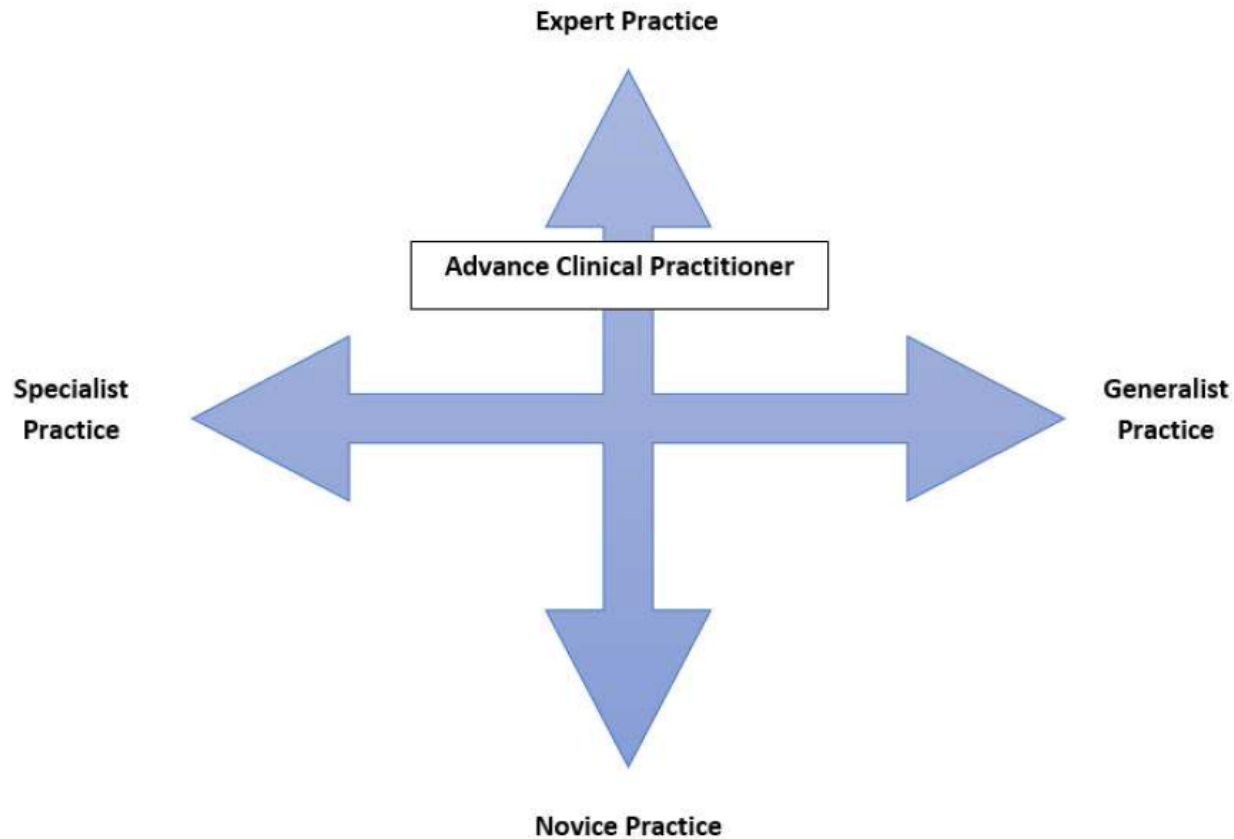 Expert Practice
Advance Clinical Practitioner
Specialist
Practice
Generalist
Practice
Novice Practice